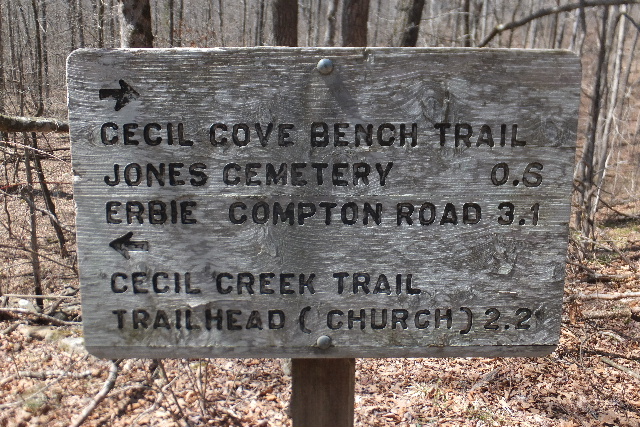 CECIL COVE BENCH TRAIL
JONES CEMETERY 0.6
ERBIE COMPTON ROAD 3.1
CECIL CREEK TRAIL
TRAILHEAD (CHURCH) 2.2